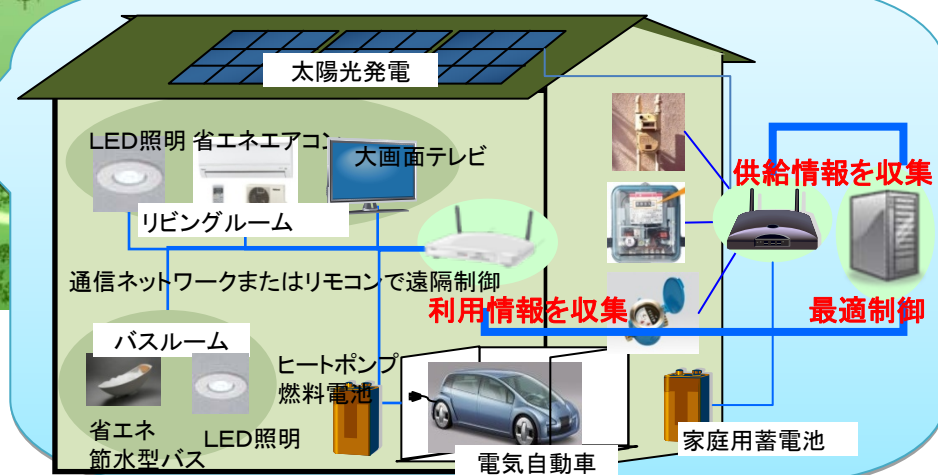 太陽光発電
LED照明 省エネエアコン
大画面テレビ
リビングルーム
供給情報を収集
通信ネットワークまたはリモコンで遠隔制御
利用情報を収集
最適制御
バスルーム
ヒートポンプ
燃料電池
省エネ
節水型バス
LED照明
電気自動車
家庭用蓄電池